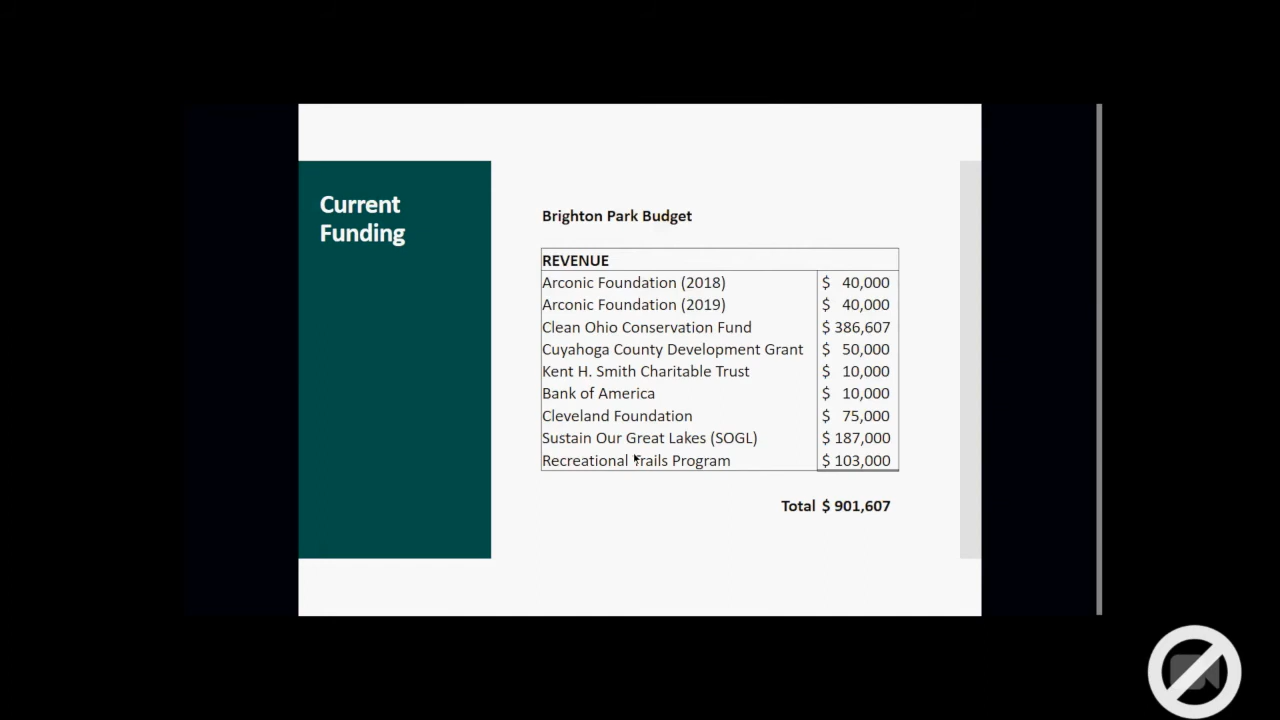 Current
Funding
Brighton Park Budget
REVENUE
Arconic Foundation (2018) $ 40,000
Arconic Foundation (2019) $ 40,000
Clean Ohio Conservation Fund $ 386,607
Cuyahoga County Development Grant $ 50,000
Kent H. Smith Charitable Trust $ 10,000
Bank of America $ 10,000
Cleveland Foundation $ 75,000
Sustain Our Great Lakes (SOGL) $ 187,000
Recreational Trails Program $ 103,000
Total $ 901,607